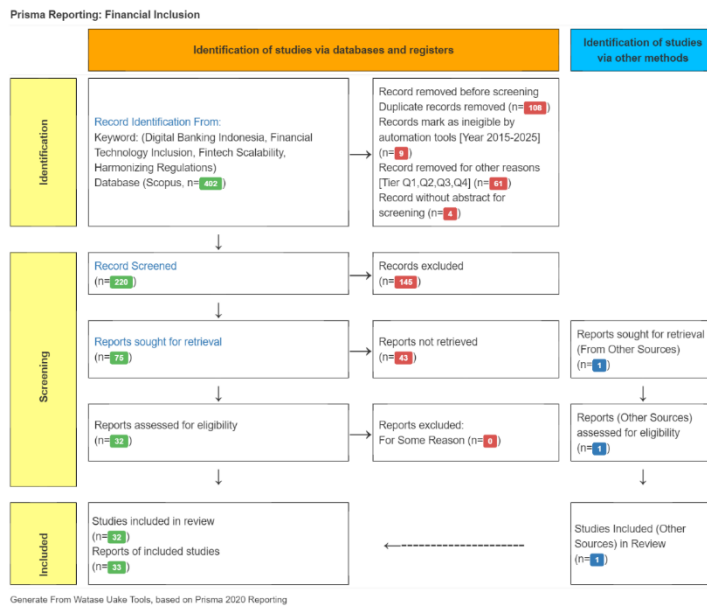 Prisma Reporting: Financial Inclusion
Identification of studies via databases and registers
Identification of studies
via other methods
Identification
Record Identification From:
Keyword: (Digital Banking Indonesia, Financial
Technology Inclusion, Fintech Scalability,
Harmonizing Regulations)
Database (Scopus, n=402)
Record removed before screening
Duplicate records removed (n=108)
Records mark as ineigible by
automation tools [Year 2015-2025]
(n=9)
Record removed for other reasons
[Tier Q1,Q2,Q3,Q4] (n=61)
Record without abstract for
screening (n=4)
Screening
Record Screened
(n=220)
Records excluded
(n=145)
Reports sought for retrieval
(n=75)
Reports not retrieved
(n=43)
Reports sought for retrieval
(From Other Sources)
(n=1)
Reports assessed for eligibility
(n=32)
Reports excluded:
For Some Reason (n=0)
Reports (Other Sources)
assessed for eligibility
(n=1)
Included
Studies included in review
(n=32)
Reports of included studies
(n=33)
Studies Included (Other
Sources) in Review
(n=1)
Generate From Watase Uake Tools, based on Prisma 2020 Reporting